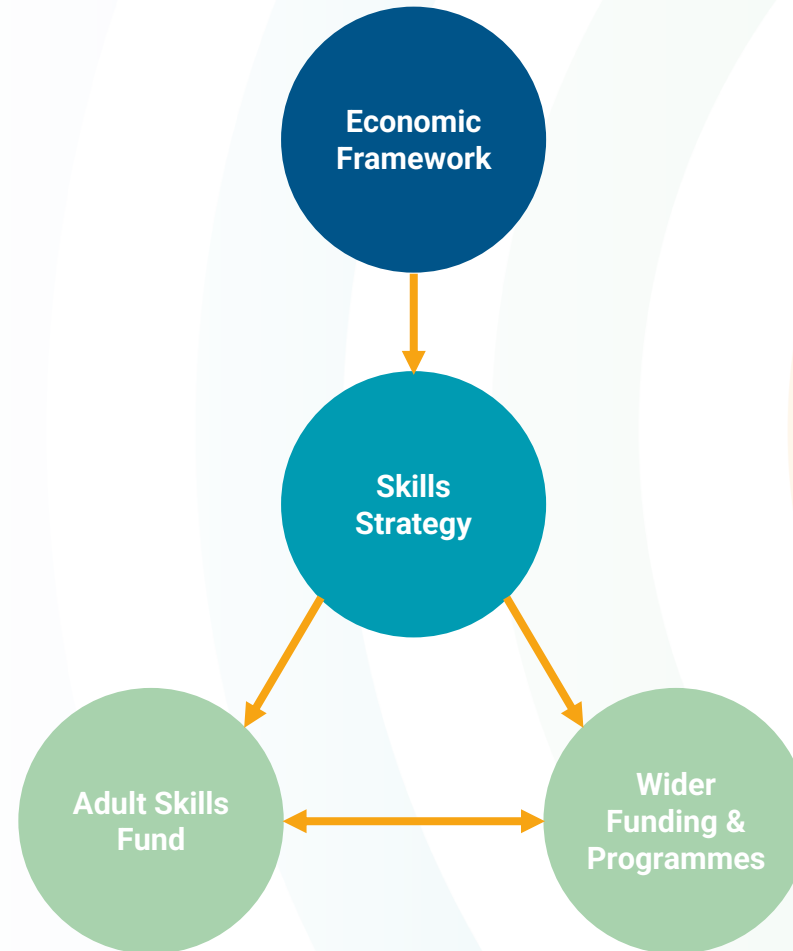 Economic
Framework
Skills
Strategy
Adult Skills
Fund
Wider
Funding &
Programmes